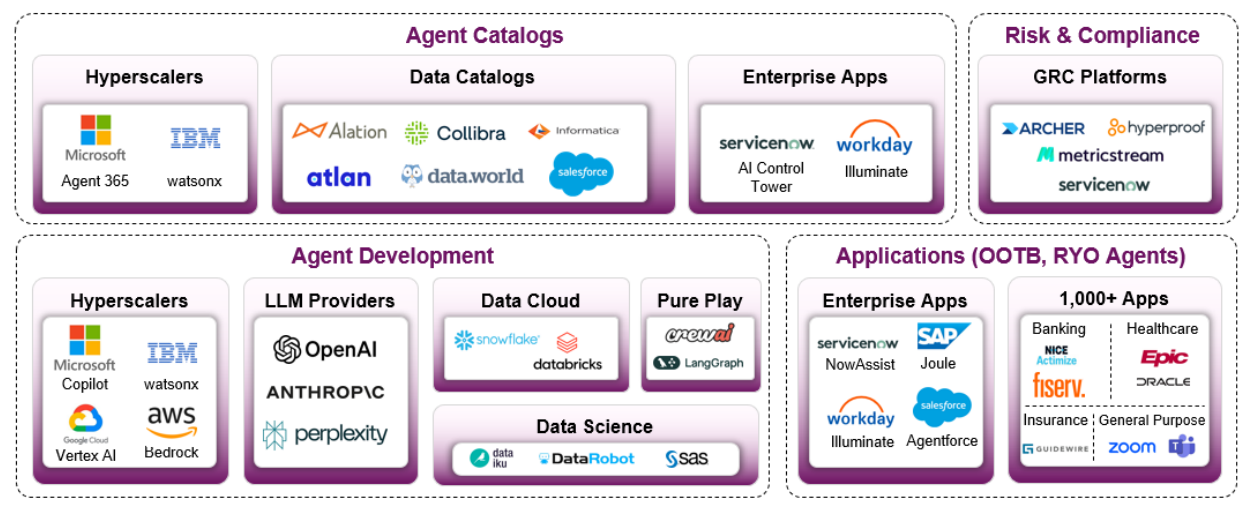 Agent Catalogs
Hyperscalers
Microsoft
Agent 365
IBM
watsonx
Data Catalogs
Alation
Collibra
Informatica
atlan
data.world
salesforce
Enterprise Apps
servicenow
AI Control
Tower
workday
Illuminate
Risk & Compliance
GRC Platforms
ARCHER
hyperproof
metricstream
servicenow
Agent Development
Hyperscalers
Microsoft
Copilot
IBM
watsonx
Google Cloud
Vertex AI
aws
Bedrock
LLM Providers
OpenAI
ANTHROP\C
perplexity
Data Cloud
snowflake
databricks
Pure Play
crewai
LangGraph
Data Science
data
iku
DataRobot
sas
Applications (OOTB, RYO Agents)
Enterprise Apps
servicenow
NowAssist
SAP
Joule
workday
Illuminate
salesforce
Agentforce
1,000+ Apps
Banking
NICE
Actimize
fiserv.
Healthcare
Epic
ORACLE
Insurance
GUIDEWIRE
General Purpose
zoom
T